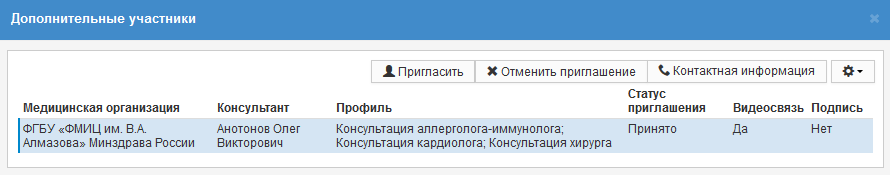 Дополнительные участники
Пригласить Отменить приглашение Контактная информация
Медицинская организация Консультант Профиль Статус приглашения Видеосвязь Подпись
ФГБУ «ФМИЦ им. В.А. Анотонов Олег Консультация аллерголога-иммунолога; Принято Да Нет
Алмазова» Минздрава России Викторович Консультация кардиолога; Консультация хирурга